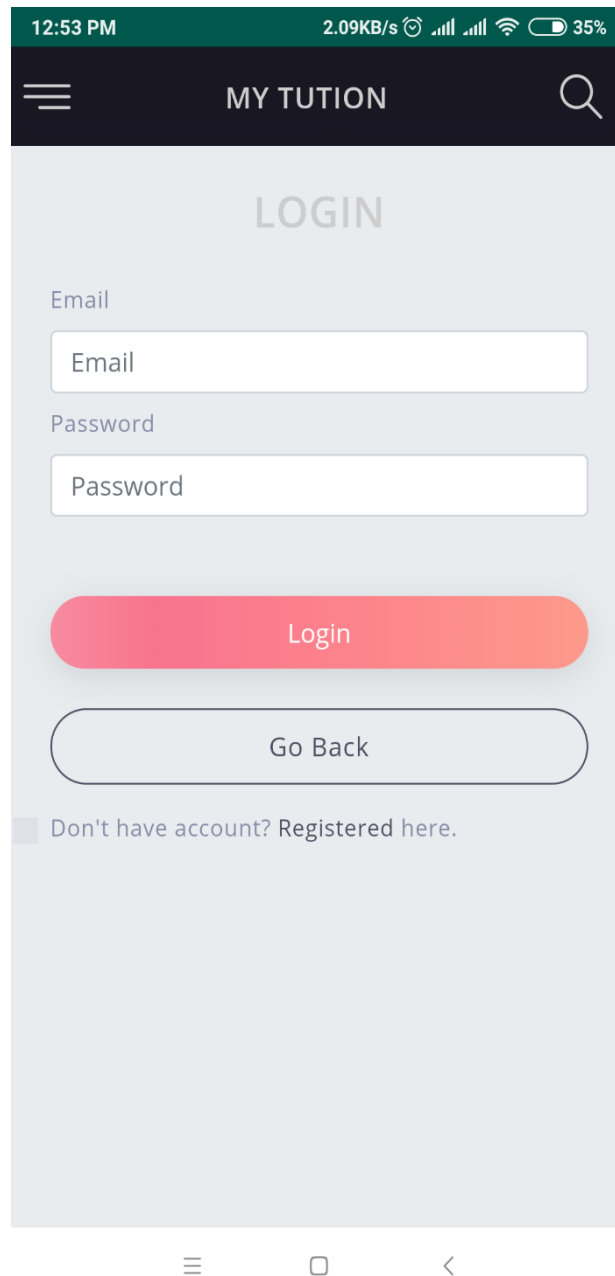 12:53 PM 2.09KB/s 35%
MY TUTION
LOGIN
Email
Email
Password
Password
Login
Go Back
Don't have account? Registered here.